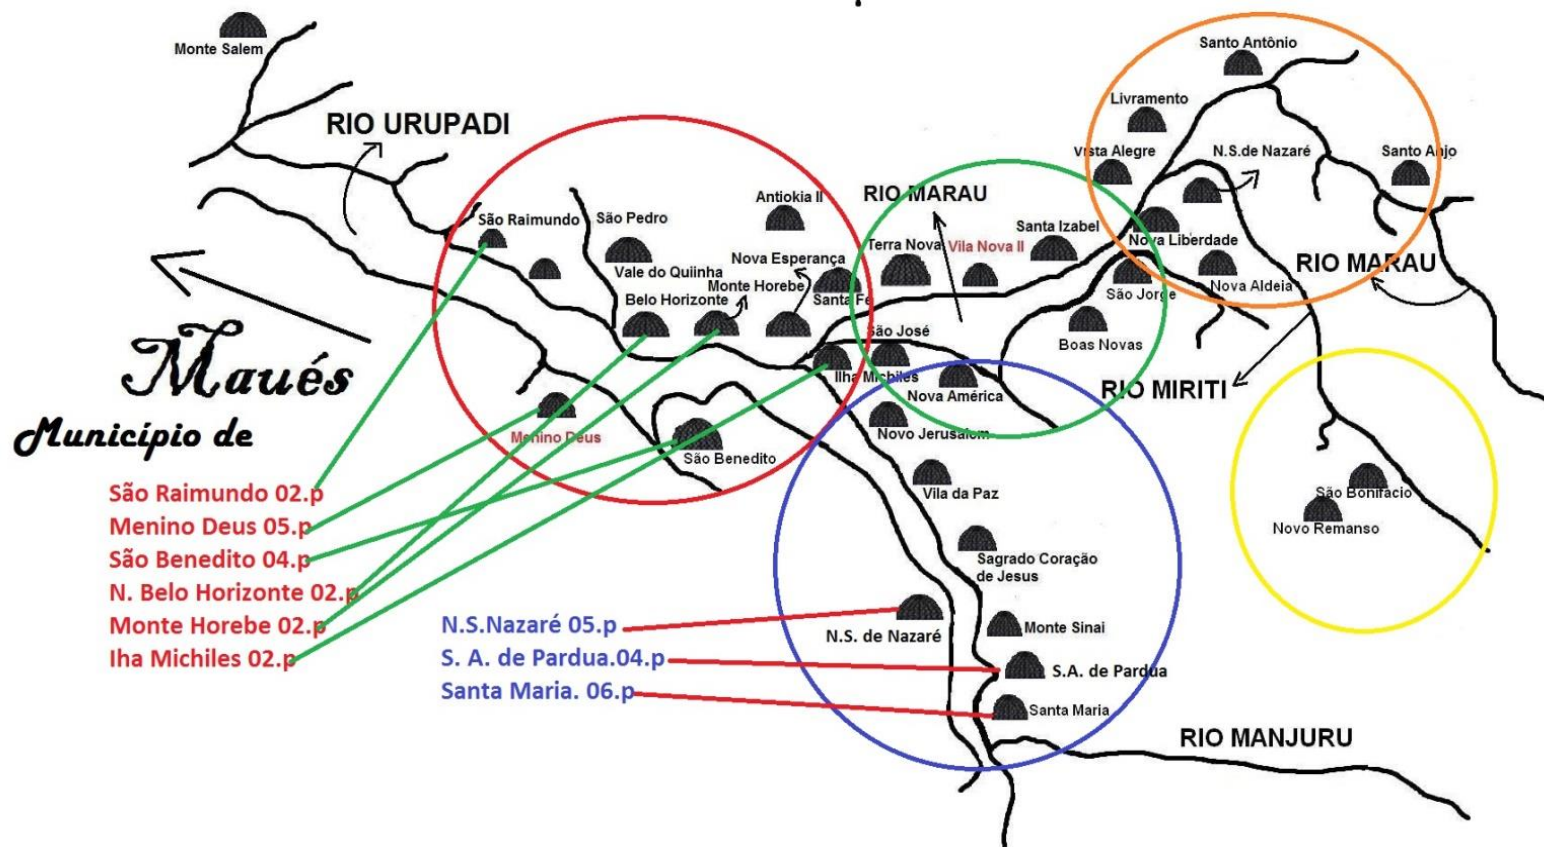 Monte Salem
RIO URUPADI
São Raimundo
São Pedro
Antiokia II
Nova Esperança
Vale do Quiinha
Monte Horebe
Belo Horizonte
Santa Fé
RIO MARAU
Terra Nova
Vila Nova II
Santa Izabel
Santo Antônio
Livramento
Vista Alegre
N.S.de Nazaré
Santo Anjo
Nova Liberdade
RIO MARAU
Nova Aldeia
São Jorge
Boas Novas
São José
Ilha Michiles
Nova América
RIO MIRITI
Novo Jerusalem
Menino Deus
São Benedito
Maués
Município de
São Raimundo 02.p
Menino Deus 05.p
São Benedito 04.p
N. Belo Horizonte 02.p
Monte Horebe 02.p
Iha Michiles 02.p
N.S.Nazaré 05.p
S. A. de Pardua.04.p
Santa Maria. 06.p
Vila da Paz
Sagrado Coração
de Jesus
N.S. de Nazaré
Monte Sinai
S.A. de Pardua
Santa Maria
São Bonifacio
Novo Remanso
RIO MANJURU